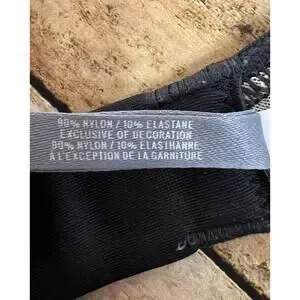 90% NYLON / 10% ELASTANE
EXCLUSIVE OF DECORATION
90% NYLON / 10% ELASTHANNE
À L'EXCEPTION DE LA GARNITURE